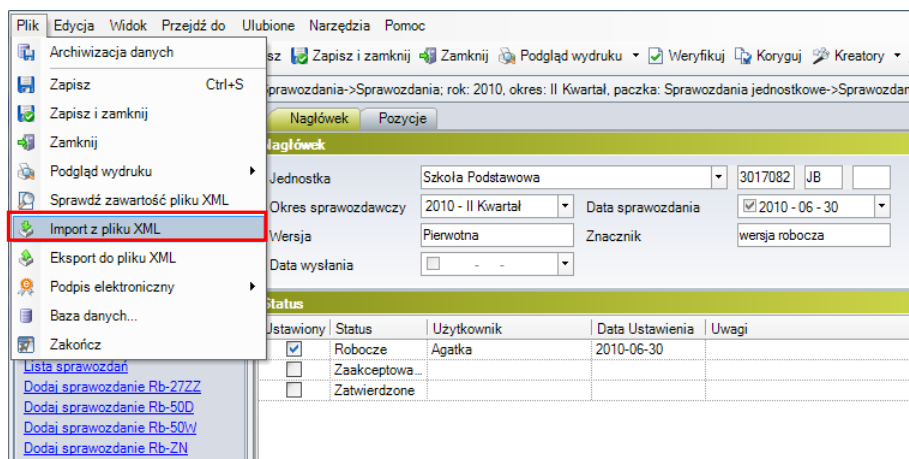 Plik Edycja Widok Przejdź do Ulubione Narzędzia Pomoc
Zapisz i zamknij Zamknij Podgląd wydruku Weryfikuj Koryguj Kreatory
Archiwizacja danych
Zapisz Ctrl+S
Zapisz i zamknij
Zamknij
Podgląd wydruku
Sprawdź zawartość pliku XML
Import z pliku XML
Eksport do pliku XML
Podpis elektroniczny
Baza danych...
Zakończ
Lista sprawozdań
Dodaj sprawozdanie Rb-27ZZ
Dodaj sprawozdanie Rb-50D
Dodaj sprawozdanie Rb-50W
Dodaj sprawozdanie Rb-ZN
prawozdania->Sprawozdania; rok: 2010, okres: II Kwartał, paczka: Sprawozdania jednostkowe->Sprawozdan
Nagłówek Pozycje
Nagłówek
Jednostka Szkoła Podstawowa 3017082 JB
Okres sprawozdawczy 2010 - II Kwartał Data sprawozdania 2010 - 06 - 30
Wersja Pierwotna Znacznik wersja robocza
Data wysłania - -
Status
Ustawiony Status Użytkownik Data Ustawienia Uwagi
Robocze Agatka 2010-06-30
Zaakceptowa...
Zatwierdzone